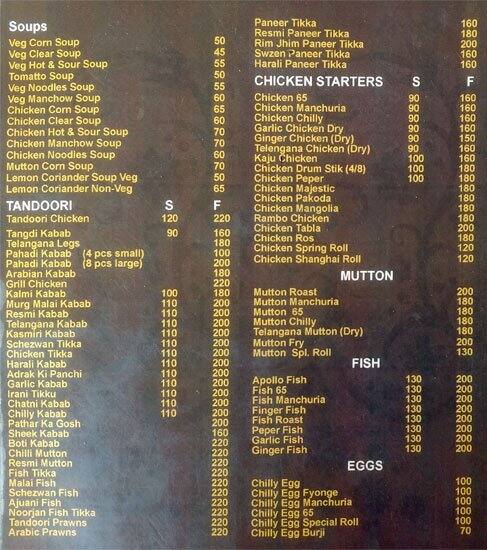 Soups
Veg Corn Soup 50
Veg Clear Soup 45
Veg Hot & Sour Soup 55
Tomatto Soup 50
Veg Noodles Soup 55
Veg Manchow Soup 60
Chicken Corn Soup 65
Chicken Clear Soup 60
Chicken Hot & Sour Soup 70
Chicken Manchow Soup 70
Chicken Noodles Soup 60
Mutton Corn Soup 70
Lemon Coriander Soup Veg 50
Lemon Coriander Non-Veg 65
TANDOORI S F
Tandoori Chicken 120 220
Tangdi Kabab 90 160
Telangana Legs 180
Pahadi Kabab (4 pcs small) 100
Pahadi Kabab (8 pcs large) 200
Arabian Kabab 180
Grill Chicken 220
Kalmi Kabab 100 180
Murg Malai Kabab 110 200
Resmi Kabab 110 200
Telangana Kabab 110 200
Kasmiri Kabab 110 200
Schezwan Tikka 110 200
Chicken Tikka 110 200
Harali Kabab 110 200
Adrak Ki Panchi 110 200
Garlic Kabab 110 200
Irani Tikku 110 200
Chatni Kabab 110 200
Chilly Kabab 110 200
Pathar Ka Gosh 200
Sheek Kabab 160
Boti Kabab 220
Chilli Mutton 220
Resmi Mutton 220
Fish Tikka 220
Malai Fish 220
Schezwan Fish 220
Ajuani Fish 220
Noorjan Fish Tikka 220
Tandoori Prawns 220
Arabic Prawns 220
Paneer Tikka 160
Resmi Paneer Tikka 180
Rim Jhim Paneer Tikka 200
Swzen Paneer Tikka 160
Harali Paneer Tikka 160
CHICKEN STARTERS S F
Chicken 65 90 160
Chicken Manchuria 90 160
Chicken Chilly 90 160
Garlic Chicken Dry 90 160
Ginger Chicken (Dry) 90 150
Telengana Chicken (Dry) 90 160
Kaju Chicken 100 160
Chicken Drum Stik (4/8) 100 180
Chicken Peper 100 180
Chicken Majestic 180
Chicken Pakoda 180
Chicken Mangolia 180
Rambo Chicken 180
Chicken Tabla 200
Chicken Ros 180
Chicken Spring Roll 120
Chicken Shanghai Roll 120
MUTTON
Mutton Roast 200
Mutton Manchuria 180
Mutton 65 180
Mutton Chilly 180
Telangana Mutton (Dry) 180
Mutton Fry 200
Mutton Spl. Roll 130
FISH
Apollo Fish 130 200
Fish 65 130 200
Fish Manchuria 130 200
Finger Fish 130 200
Fish Roast 130 200
Peper Fish 130 200
Garlic Fish 130 200
Ginger Fish 130 200
EGGS
Chilly Egg 100
Chilly Egg Fyonge 100
Chilly Egg Manchuria 100
Chilly Egg 65 100
Chilly Egg Special Roll 100
Chilly Egg Burji 70